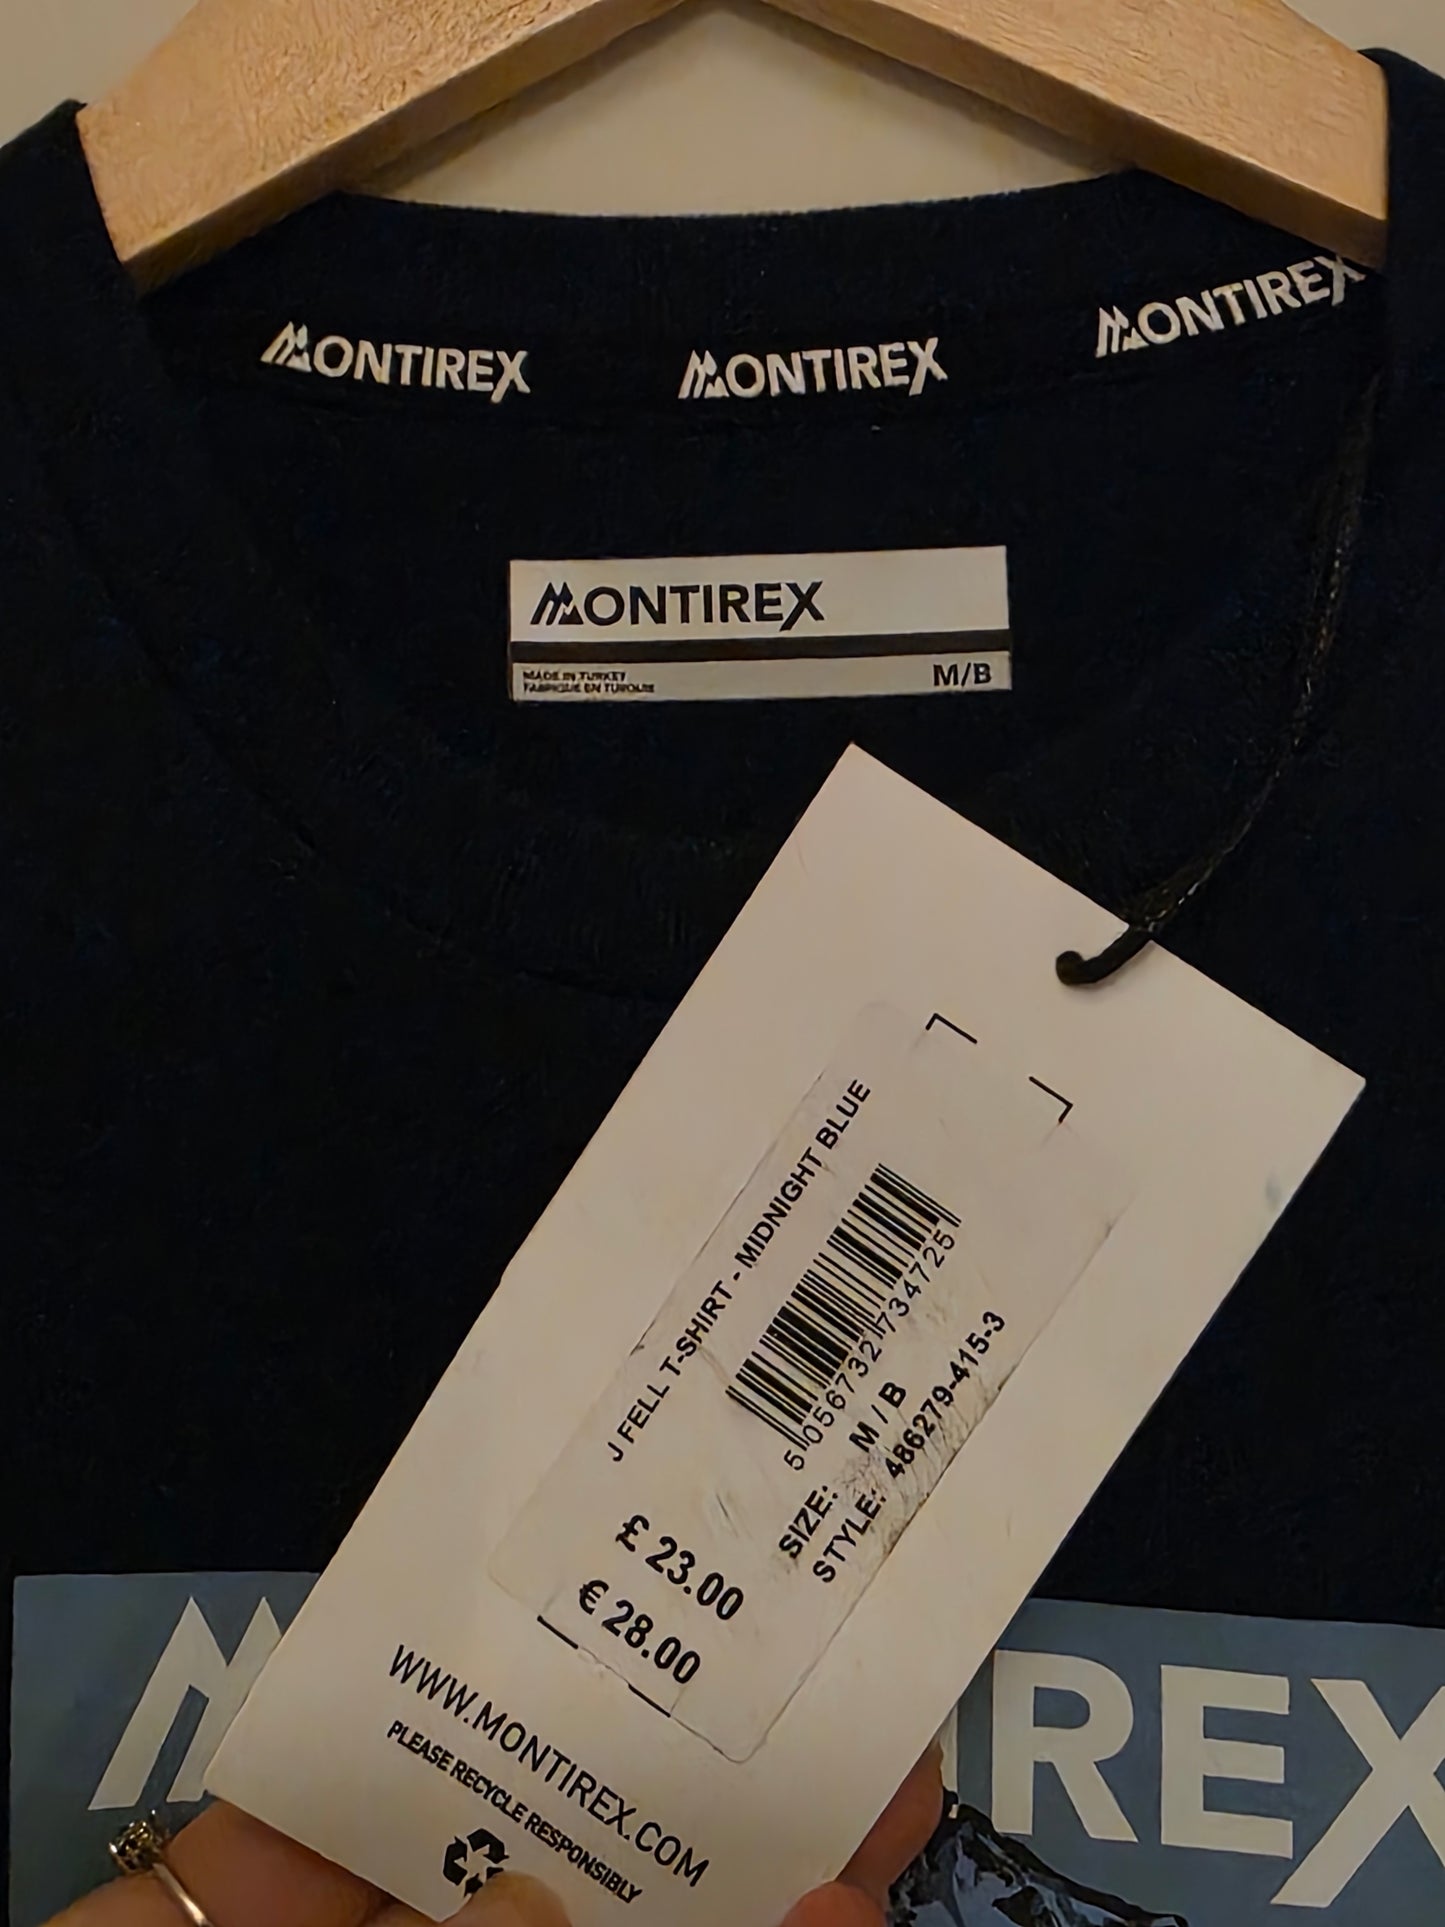 MONTIREX MONTIREX MONTIREX
MONTIREX
MADE IN TURKEY
FABRIQUE EN TURQUIE
M/B
J FELL T-SHIRT - MIDNIGHT BLUE
5 056732 734725
SIZE: M / B
STYLE: 486279-415-3
£ 23.00
€ 28.00
WWW.MONTIREX.COM
PLEASE RECYCLE RESPONSIBLY
M IREX